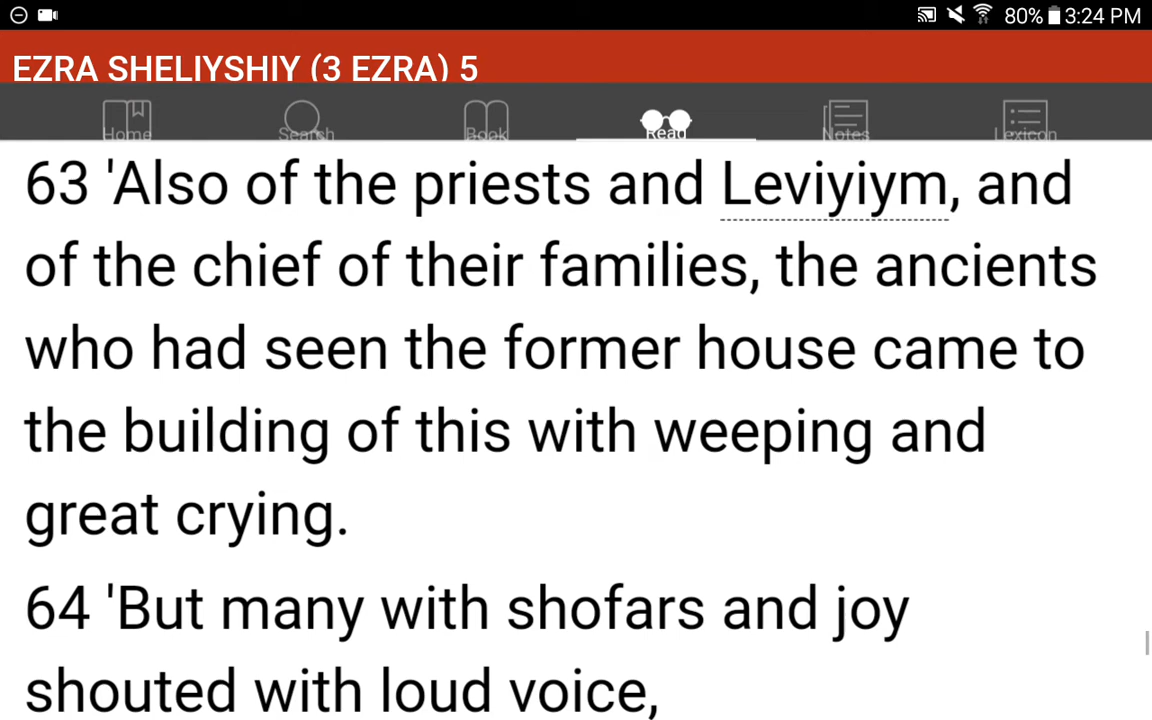 80% 3:24 PM
EZRA SHELIYSHIY (3 EZRA) 5
Home Search Book Read Notes Lexicon
63 'Also of the priests and Leviyiym, and
of the chief of their families, the ancients
who had seen the former house came to
the building of this with weeping and
great crying.
64 'But many with shofars and joy
shouted with loud voice,